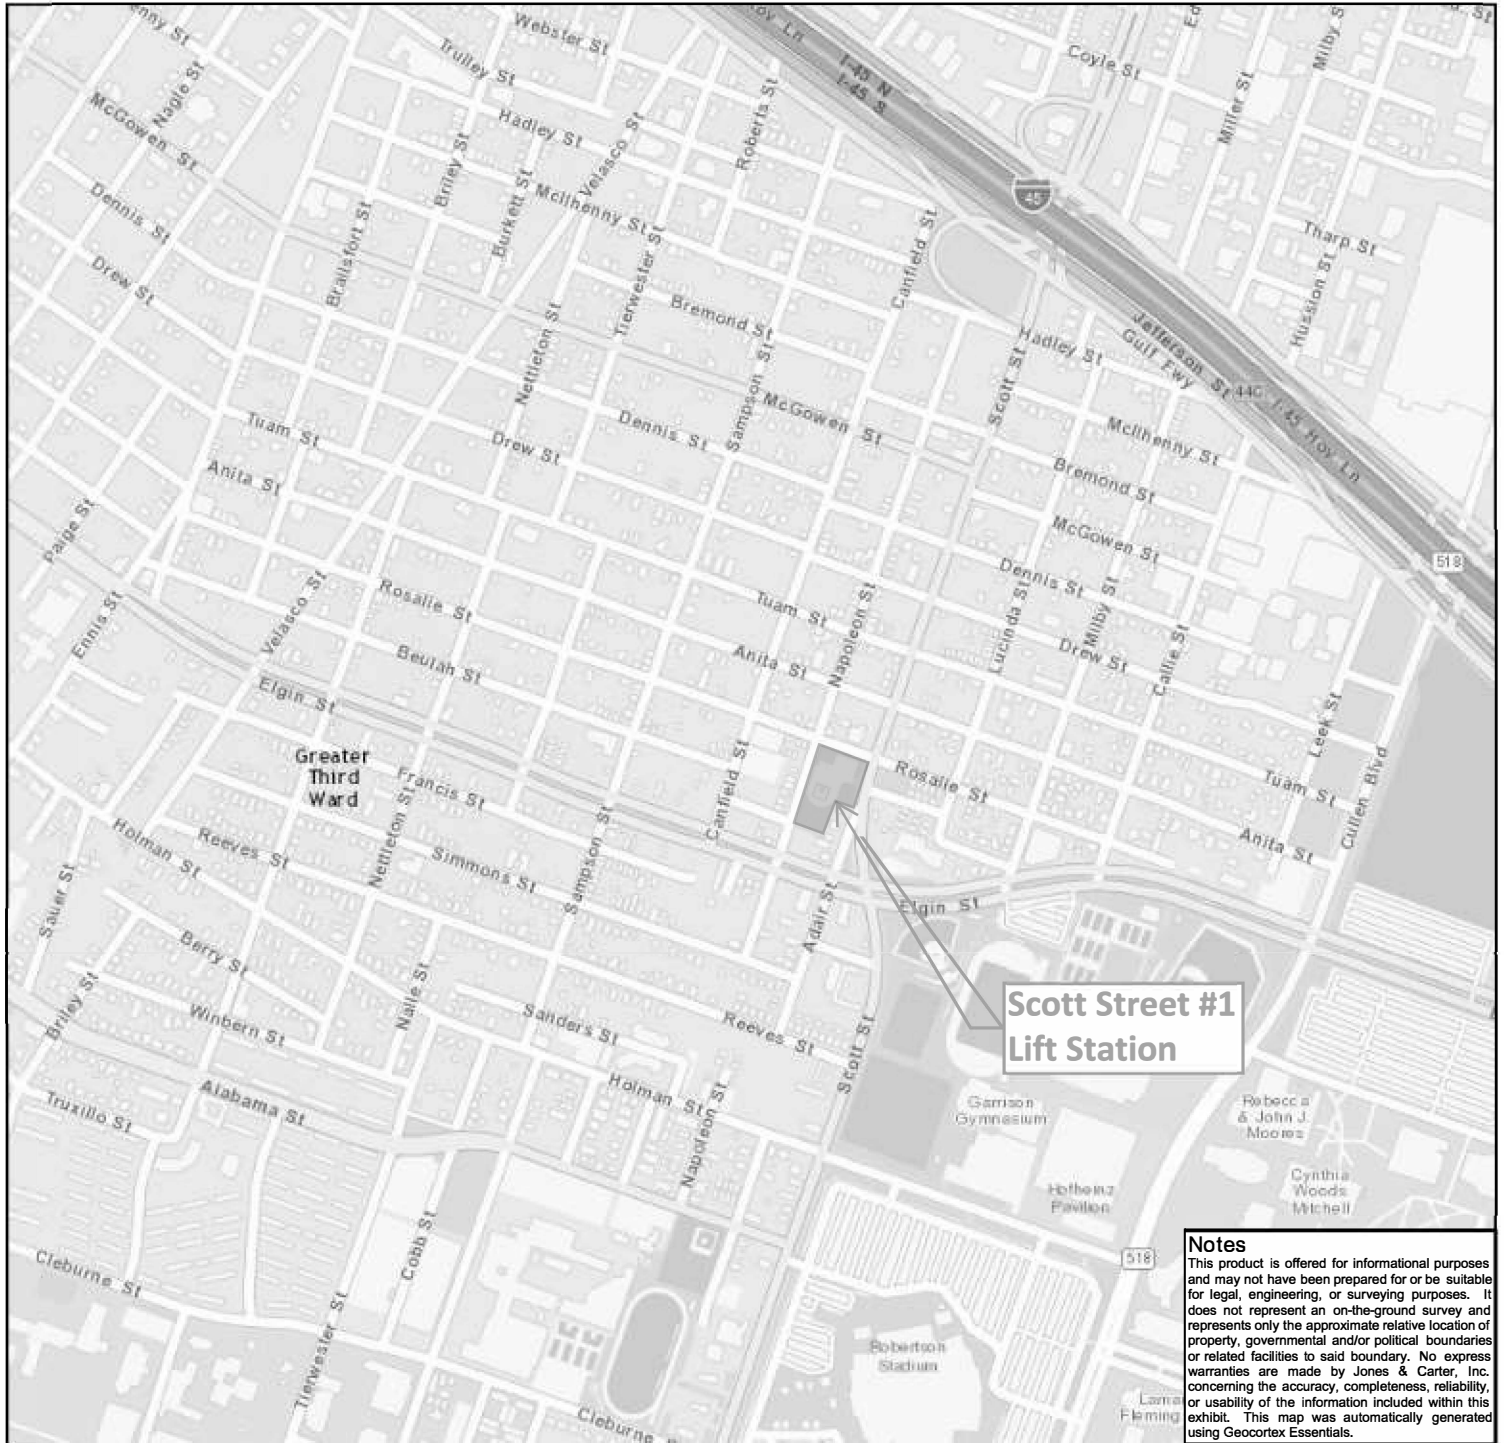 Webster St
Trulley St
Nagle St
McGowen St
Hadley St
Velasco St
Roberts St
Hov Ln
I-45 N
I-45 S
Coyle St
Miller St
Milby St
45
Dennis St
Briley St
Burkett St
McIlhenny St
Brailsfort St
Tierwester St
Canfield St
Tharp St
Hussion St
Drew St
Bremond St
Nettleton St
Sampson St
Hadley St
Jefferson St
Gulf Fwy
44C
I-45 Hov Ln
Scott St
McGowen St
Tuam St
Dennis St
Drew St
McIlhenny St
Bremond St
Anita St
Paige St
McGowen St
518
Ennis St
Velasco St
Rosalie St
Tuam St
Napoleon St
Dennis St
Lucinda St
Milby St
Drew St
Callie St
Beulah St
Anita St
Elgin St
Leek St
Cullen Blvd
Greater
Third
Ward
Francis St
Canfield St
Rosalie St
Tuam St
Anita St
Holman St
Reeves St
Nettleton St
Simmons St
Sampson St
Sauer St
Adair St
Elgin St
Berry St
Briley St
Nalle St
Winbern St
Sanders St
Reeves St
Scott St
Scott Street #1
Lift Station
Truxillo St
Alabama St
Holman St
Napoleon St
Garrison
Gymnasium
Rebecca
& John J.
Moores
Hofheinz
Pavilion
Cynthia
Woods
Mitchell
Cobb St
Cleburne St
Tierwester St
518
Robertson
Stadium
Fleming
Cleburne
Notes
This product is offered for informational purposes
and may not have been prepared for or be suitable
for legal, engineering, or surveying purposes. It
does not represent an on-the-ground survey and
represents only the approximate relative location of
property, governmental and/or political boundaries
or related facilities to said boundary. No express
warranties are made by Jones & Carter, Inc.
concerning the accuracy, completeness, reliability,
or usability of the information included within this
exhibit. This map was automatically generated
using Geocortex Essentials.